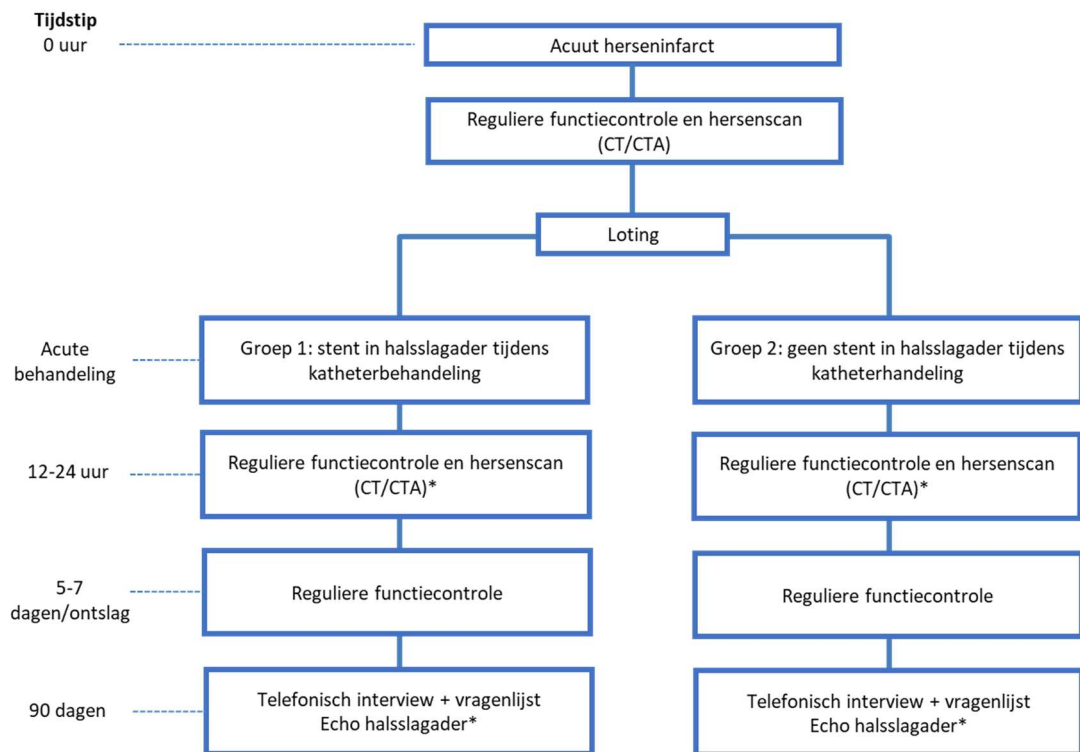 Tijdstip
0 uur
Acuut herseninfarct
Reguliere functiecontrole en hersenscan
(CT/CTA)
Loting
Acute
behandeling
Groep 1: stent in halsslagader tijdens
katheterbehandeling
Groep 2: geen stent in halsslagader tijdens
katheterhandeling
12-24 uur
Reguliere functiecontrole en hersenscan
(CT/CTA)*
Reguliere functiecontrole en hersenscan
(CT/CTA)*
5-7
dagen/ontslag
Reguliere functiecontrole
Reguliere functiecontrole
90 dagen
Telefonisch interview + vragenlijst
Echo halsslagader*
Telefonisch interview + vragenlijst
Echo halsslagader*